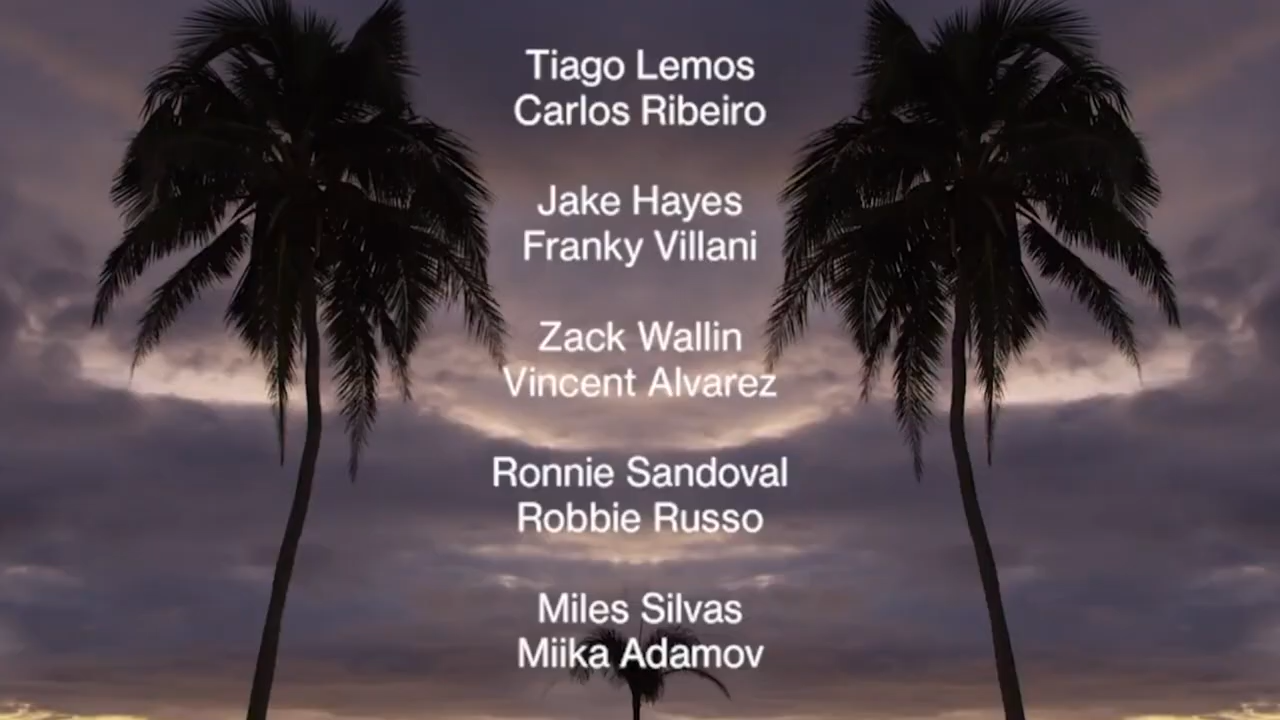 Tiago Lemos
Carlos Ribeiro
Jake Hayes
Franky Villani
Zack Wallin
Vincent Alvarez
Ronnie Sandoval
Robbie Russo
Miles Silvas
Miika Adamov